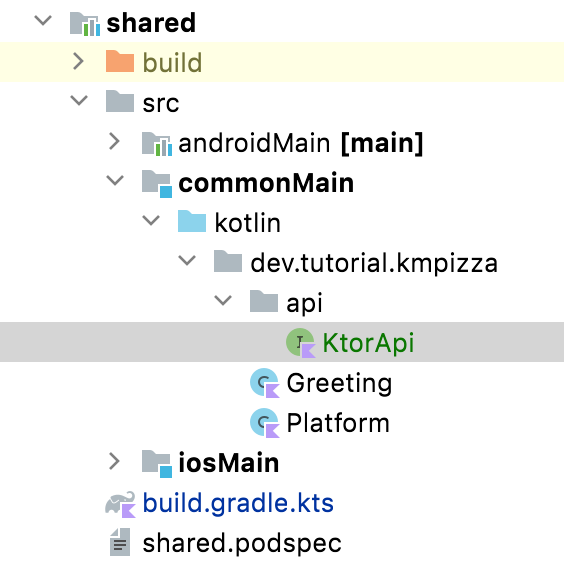 shared
build
src
androidMain [main]
commonMain
kotlin
dev.tutorial.kmpizza
api
KtorApi
Greeting
Platform
iosMain
build.gradle.kts
shared.podspec